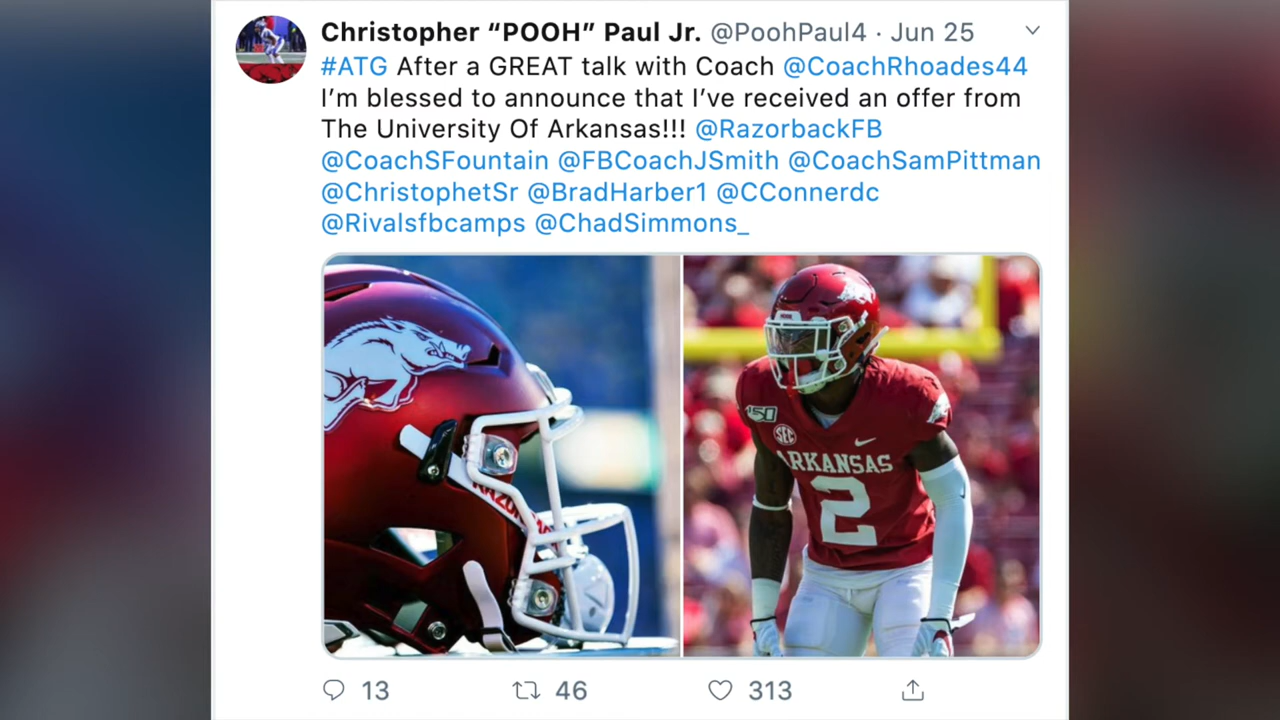 Christopher “POOH” Paul Jr. @PoohPaul4 · Jun 25
#ATG After a GREAT talk with Coach @CoachRhoades44
I’m blessed to announce that I’ve received an offer from
The University Of Arkansas!!! @RazorbackFB
@CoachSFountain @FBCoachJSmith @CoachSamPittman
@ChristophetSr @BradHarber1 @CConnerdc
@Rivalsfbcamps @ChadSimmons_
150
SEC
ARKANSAS
2
13 46 313